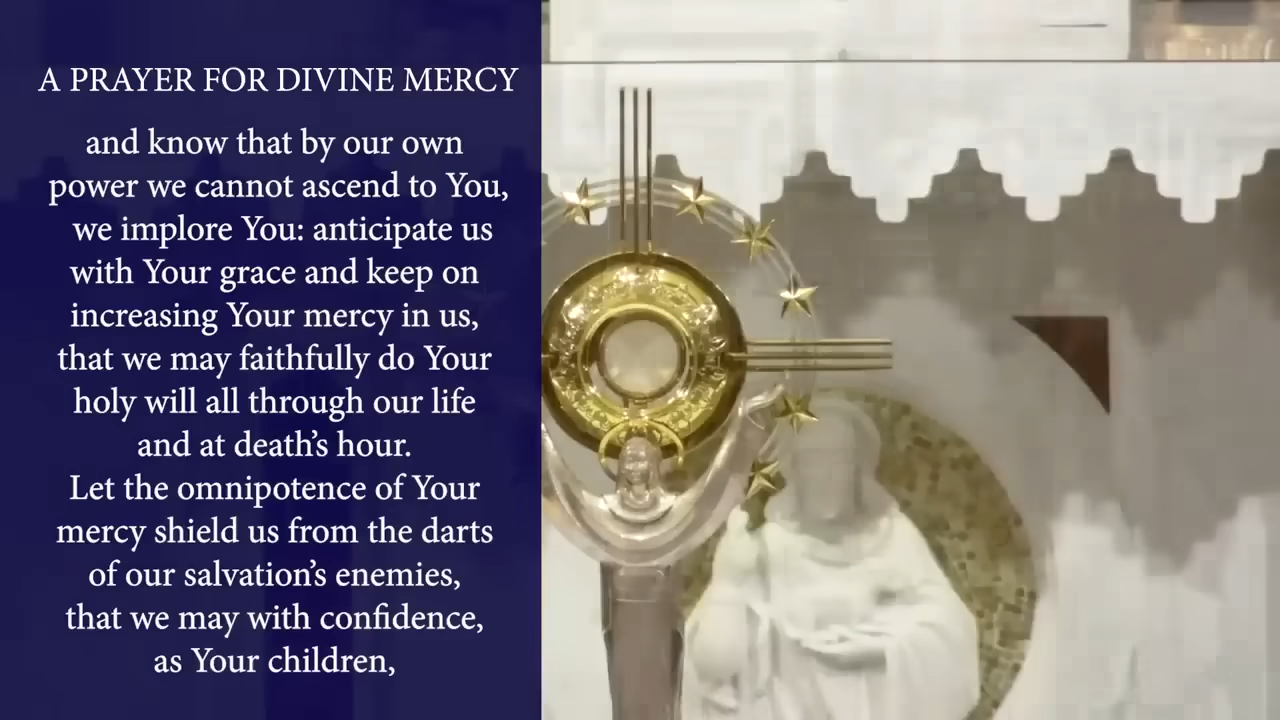 A PRAYER FOR DIVINE MERCY
and know that by our own
power we cannot ascend to You,
we implore You: anticipate us
with Your grace and keep on
increasing Your mercy in us,
that we may faithfully do Your
holy will all through our life
and at death’s hour.
Let the omnipotence of Your
mercy shield us from the darts
of our salvation’s enemies,
that we may with confidence,
as Your children,